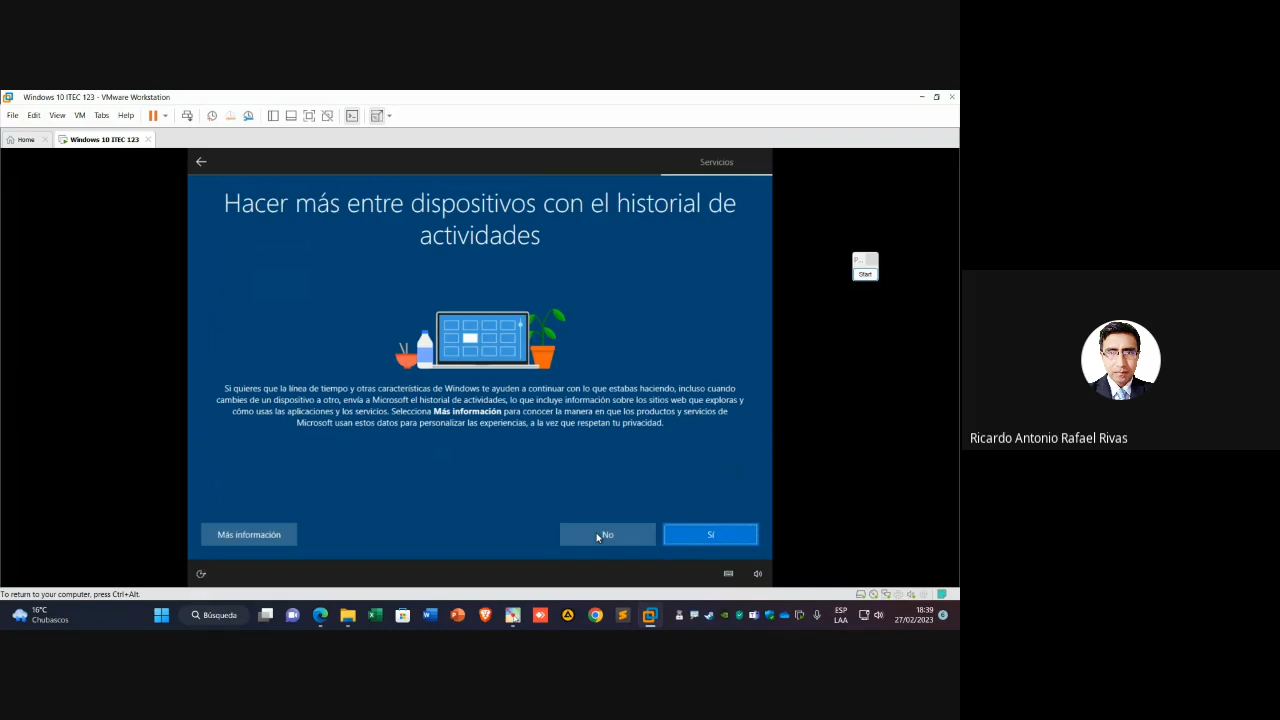 Windows 10 ITEC 123 - VMware Workstation
File Edit View VM Tabs Help
Home Windows 10 ITEC 123
Servicios
Hacer más entre dispositivos con el historial de
actividades
P...
Start
Si quieres que la línea de tiempo y otras características de Windows te ayuden a continuar con lo que estabas haciendo, incluso cuando
cambies de un dispositivo a otro, envía a Microsoft el historial de actividades, lo que incluye información sobre los sitios web que exploras y
cómo usas las aplicaciones y los servicios. Selecciona Más información para conocer la manera en que los productos y servicios de
Microsoft usan estos datos para personalizar las experiencias, a la vez que respetan tu privacidad.
Ricardo Antonio Rafael Rivas
Más información No Sí
To return to your computer, press Ctrl+Alt.
16°C
Chubascos
Búsqueda
ESP
LAA
18:39
27/02/2023